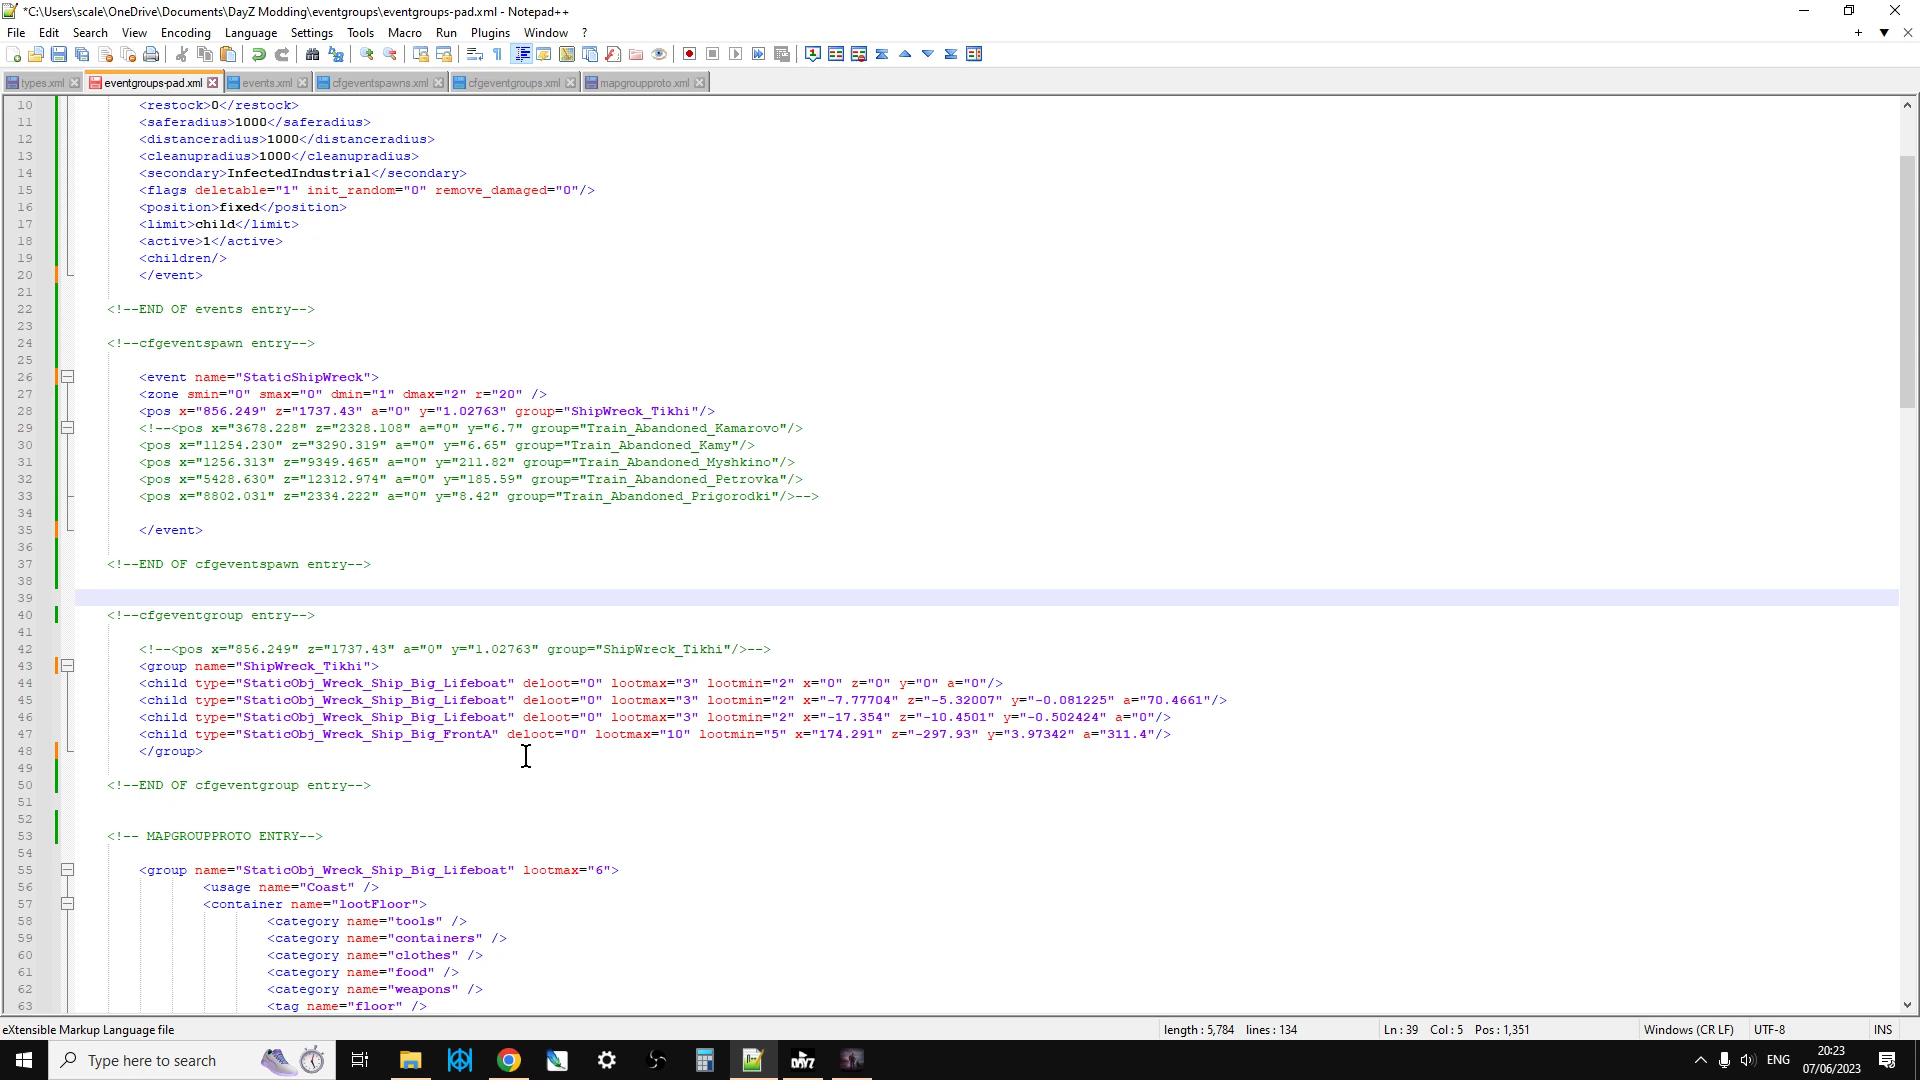 *C:\Users\scale\OneDrive\Documents\DayZ Modding\eventgroups\eventgroups-pad.xml - Notepad++
File Edit Search View Encoding Language Settings Tools Macro Run Plugins Window ?
types.xml eventgroups-pad.xml events.xml cfgeventspawns.xml cfgeventgroups.xml mapgroupproto.xml
10 <restock>0</restock>
11 <saferadius>1000</saferadius>
12 <distanceradius>1000</distanceradius>
13 <cleanupradius>1000</cleanupradius>
14 <secondary>InfectedIndustrial</secondary>
15 <flags deletable="1" init_random="0" remove_damaged="0"/>
16 <position>fixed</position>
17 <limit>child</limit>
18 <active>1</active>
19 <children/>
20 </event>
21
22 <!--END OF events entry-->
23
24 <!--cfgeventspawn entry-->
25
26 <event name="StaticShipWreck">
27 <zone smin="0" smax="0" dmin="1" dmax="2" r="20" />
28 <pos x="856.249" z="1737.43" a="0" y="1.02763" group="ShipWreck_Tikhi"/>
29 <!--<pos x="3678.228" z="2328.108" a="0" y="6.7" group="Train_Abandoned_Kamarovo"/>
30 <pos x="11254.230" z="3290.319" a="0" y="6.65" group="Train_Abandoned_Kamy"/>
31 <pos x="1256.313" z="9349.465" a="0" y="211.82" group="Train_Abandoned_Myshkino"/>
32 <pos x="5428.630" z="12312.974" a="0" y="185.59" group="Train_Abandoned_Petrovka"/>
33 <pos x="8802.031" z="2334.222" a="0" y="8.42" group="Train_Abandoned_Prigorodki"/>-->
34
35 </event>
36
37 <!--END OF cfgeventspawn entry-->
38
39
40 <!--cfgeventgroup entry-->
41
42 <!--<pos x="856.249" z="1737.43" a="0" y="1.02763" group="ShipWreck_Tikhi"/>-->
43 <group name="ShipWreck_Tikhi">
44 <child type="StaticObj_Wreck_Ship_Big_Lifeboat" deloot="0" lootmax="3" lootmin="2" x="0" z="0" y="0" a="0"/>
45 <child type="StaticObj_Wreck_Ship_Big_Lifeboat" deloot="0" lootmax="3" lootmin="2" x="-7.77704" z="-5.32007" y="-0.081225" a="70.4661"/>
46 <child type="StaticObj_Wreck_Ship_Big_Lifeboat" deloot="0" lootmax="3" lootmin="2" x="-17.354" z="-10.4501" y="-0.502424" a="0"/>
47 <child type="StaticObj_Wreck_Ship_Big_FrontA" deloot="0" lootmax="10" lootmin="5" x="174.291" z="-297.93" y="3.97342" a="311.4"/>
48 </group>
49
50 <!--END OF cfgeventgroup entry-->
51
52
53 <!-- MAPGROUPPROTO ENTRY-->
54
55 <group name="StaticObj_Wreck_Ship_Big_Lifeboat" lootmax="6">
56 <usage name="Coast" />
57 <container name="lootFloor">
58 <category name="tools" />
59 <category name="containers" />
60 <category name="clothes" />
61 <category name="food" />
62 <category name="weapons" />
63 <tag name="floor" />
eXtensible Markup Language file length : 5,784 lines : 134 Ln : 39 Col : 5 Pos : 1,351 Windows (CR LF) UTF-8 INS
Type here to search
DAYZ
ENG
20:23
07/06/2023